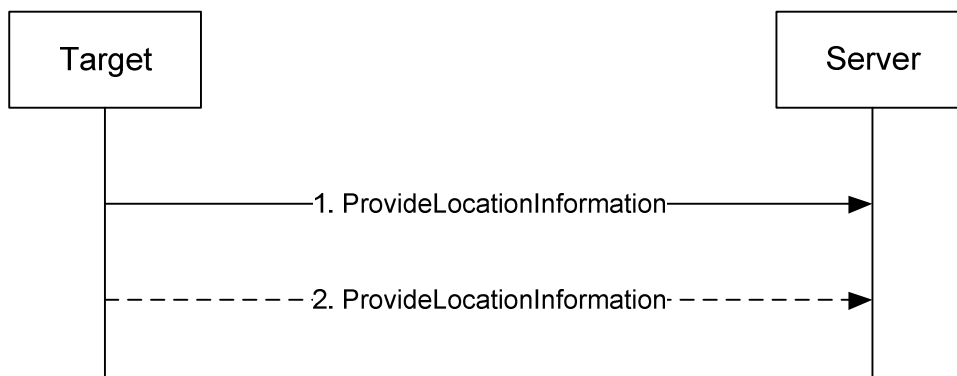 Target
Server
1. ProvideLocationInformation
2. ProvideLocationInformation